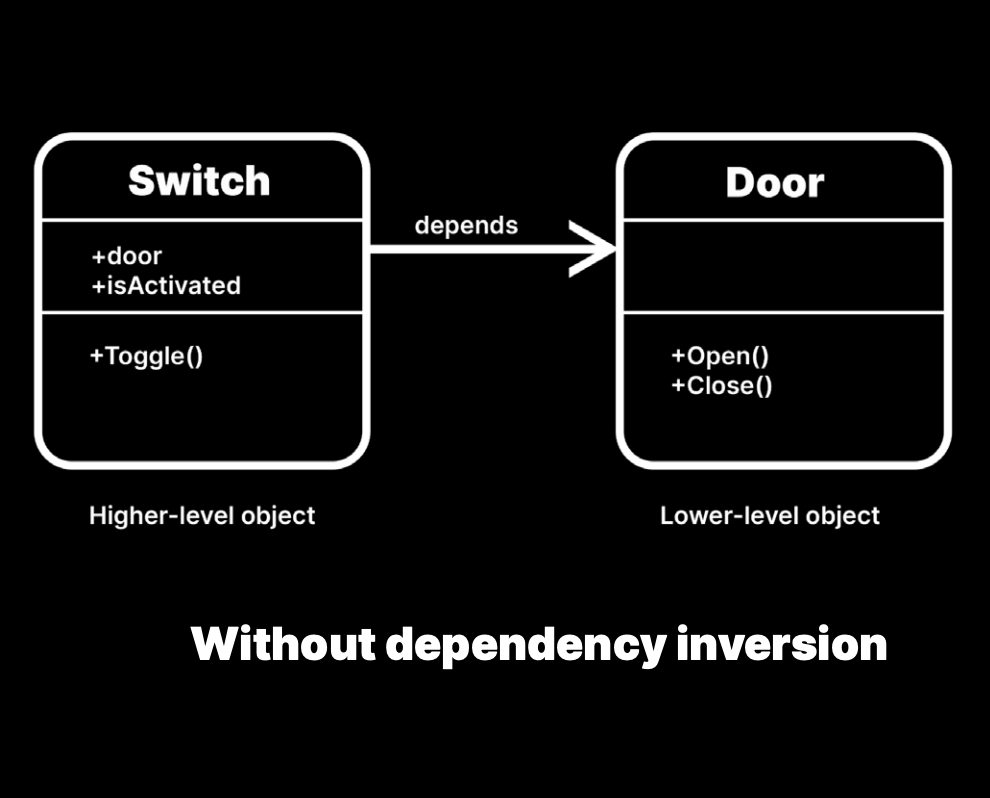 Switch
+door
+isActivated
+Toggle()
depends
Door
+Open()
+Close()
Higher-level object
Lower-level object
Without dependency inversion